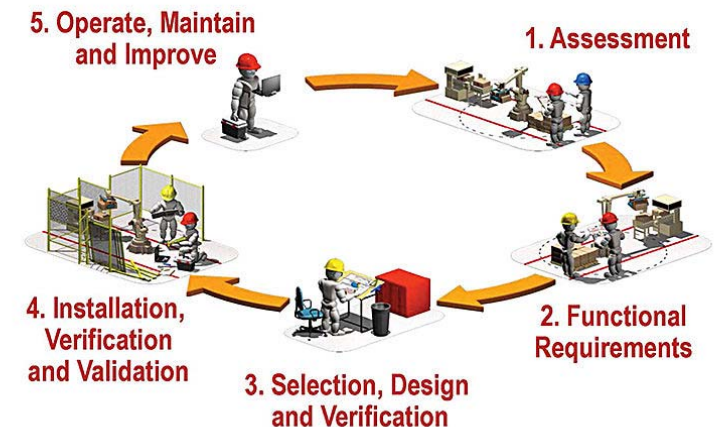 1. Assessment
2. Functional
Requirements
3. Selection, Design
and Verification
4. Installation,
Verification
and Validation
5. Operate, Maintain
and Improve